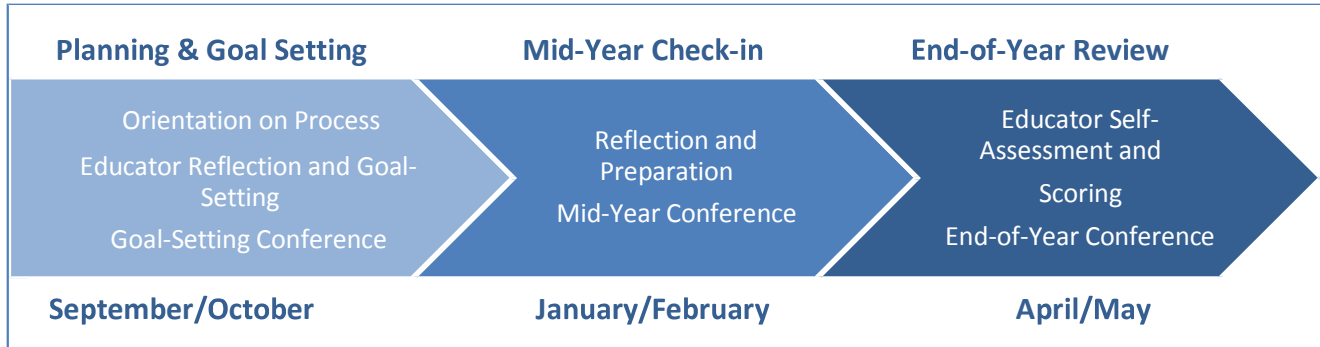 Planning & Goal Setting
Orientation on Process
Educator Reflection and Goal-
Setting
Goal-Setting Conference
September/October
Mid-Year Check-in
Reflection and
Preparation
Mid-Year Conference
January/February
End-of-Year Review
Educator Self-
Assessment and
Scoring
End-of-Year Conference
April/May